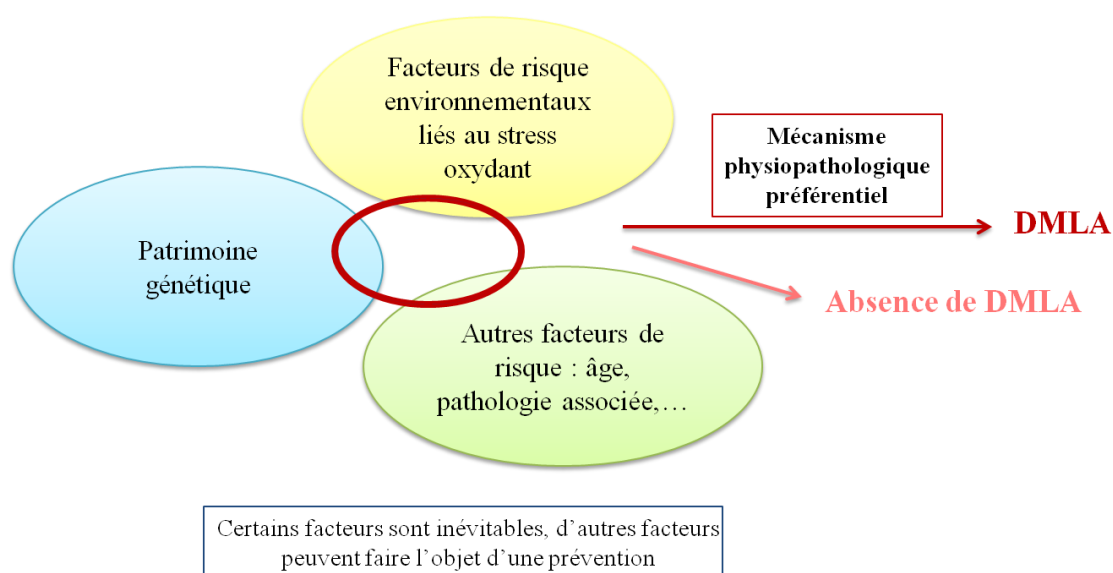 Facteurs de risque
environnementaux
liés au stress
oxydant
Mécanisme
physiopathologique
préférentiel
DMLA
Patrimoine
génétique
Absence de DMLA
Autres facteurs de
risque : âge,
pathologie associée,…
Certains facteurs sont inévitables, d’autres facteurs
peuvent faire l’objet d’une prévention